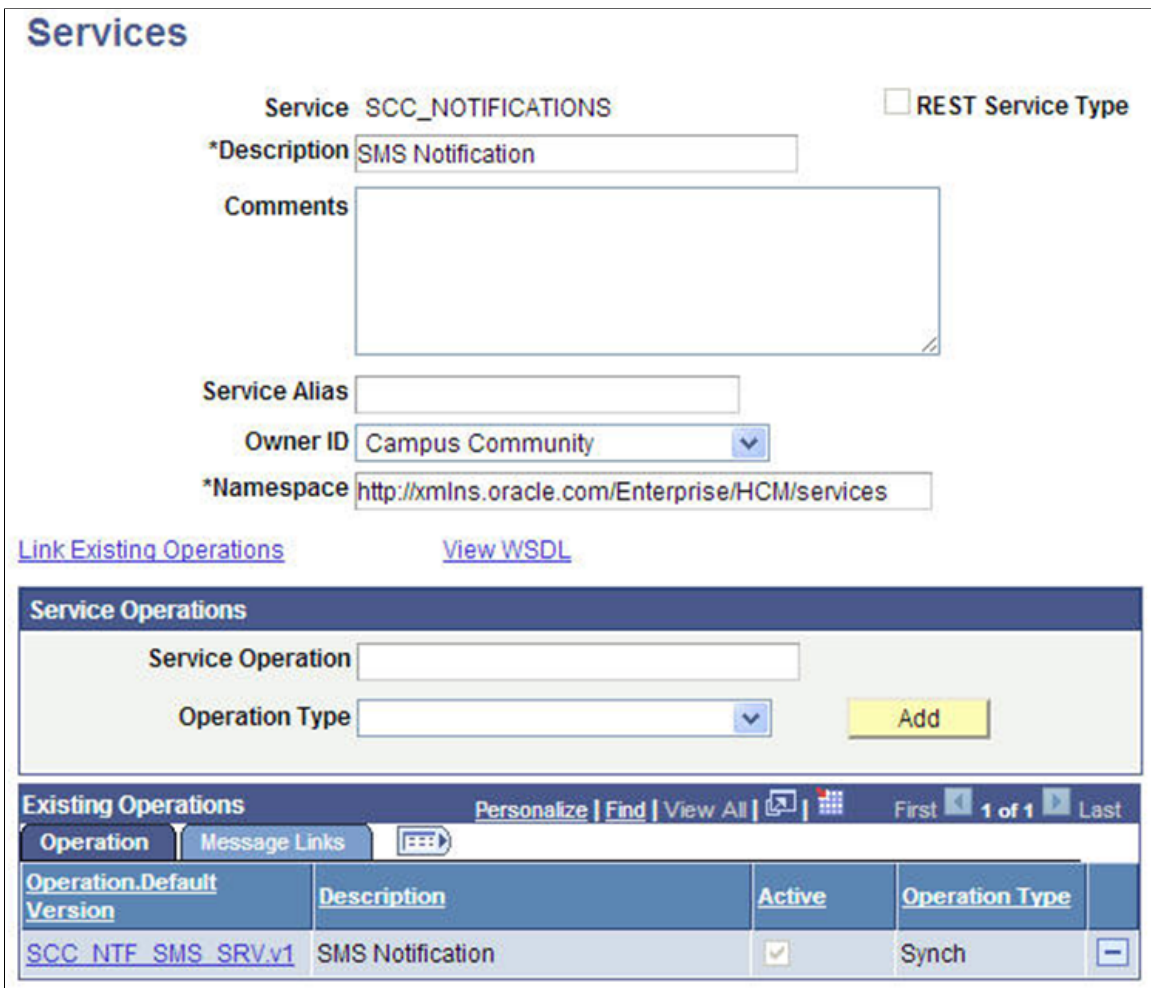 Services
Service SCC_NOTIFICATIONS REST Service Type
*Description SMS Notification
Comments
Service Alias
Owner ID Campus Community
*Namespace http://xmlns.oracle.com/Enterprise/HCM/services
Link Existing Operations View WSDL
Service Operations
Service Operation
Operation Type Add
Existing Operations Personalize | Find | View All | | First 1 of 1 Last
Operation Message Links
Operation.Default Version Description Active Operation Type
SCC_NTF_SMS_SRV.v1 SMS Notification Synch